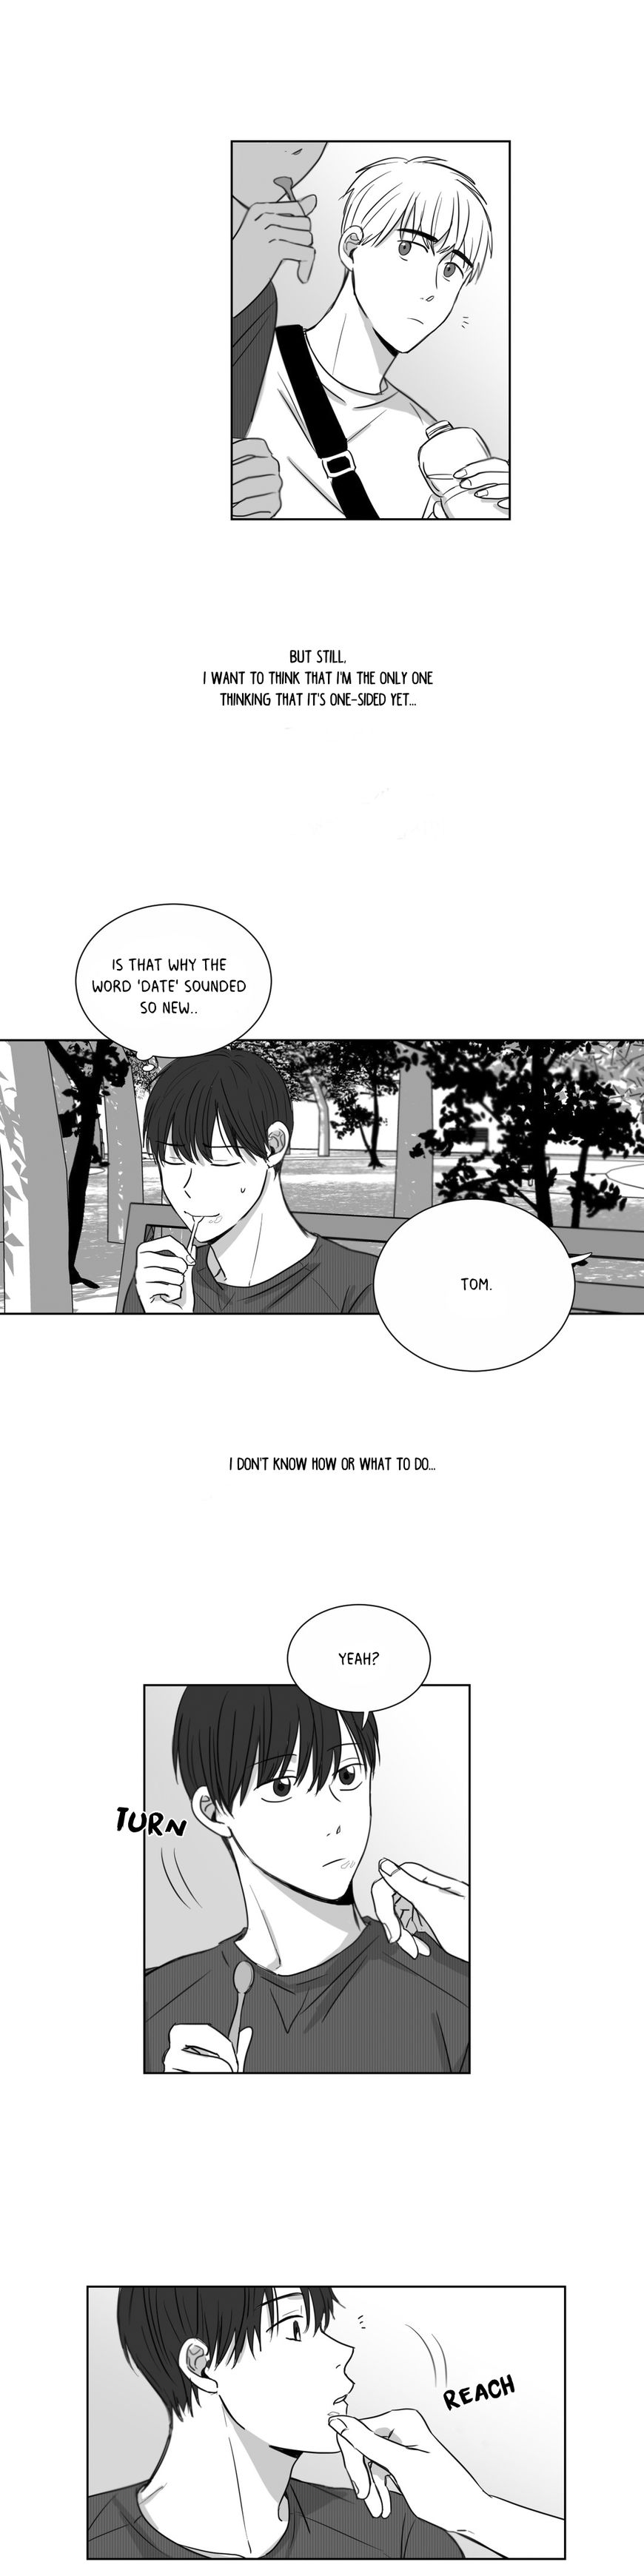 BUT STILL,
I WANT TO THINK THAT I'M THE ONLY ONE
THINKING THAT IT'S ONE-SIDED YET...
IS THAT WHY THE
WORD 'DATE' SOUNDED
SO NEW..
TOM.
I DON'T KNOW HOW OR WHAT TO DO...
YEAH?
TURN
REACH